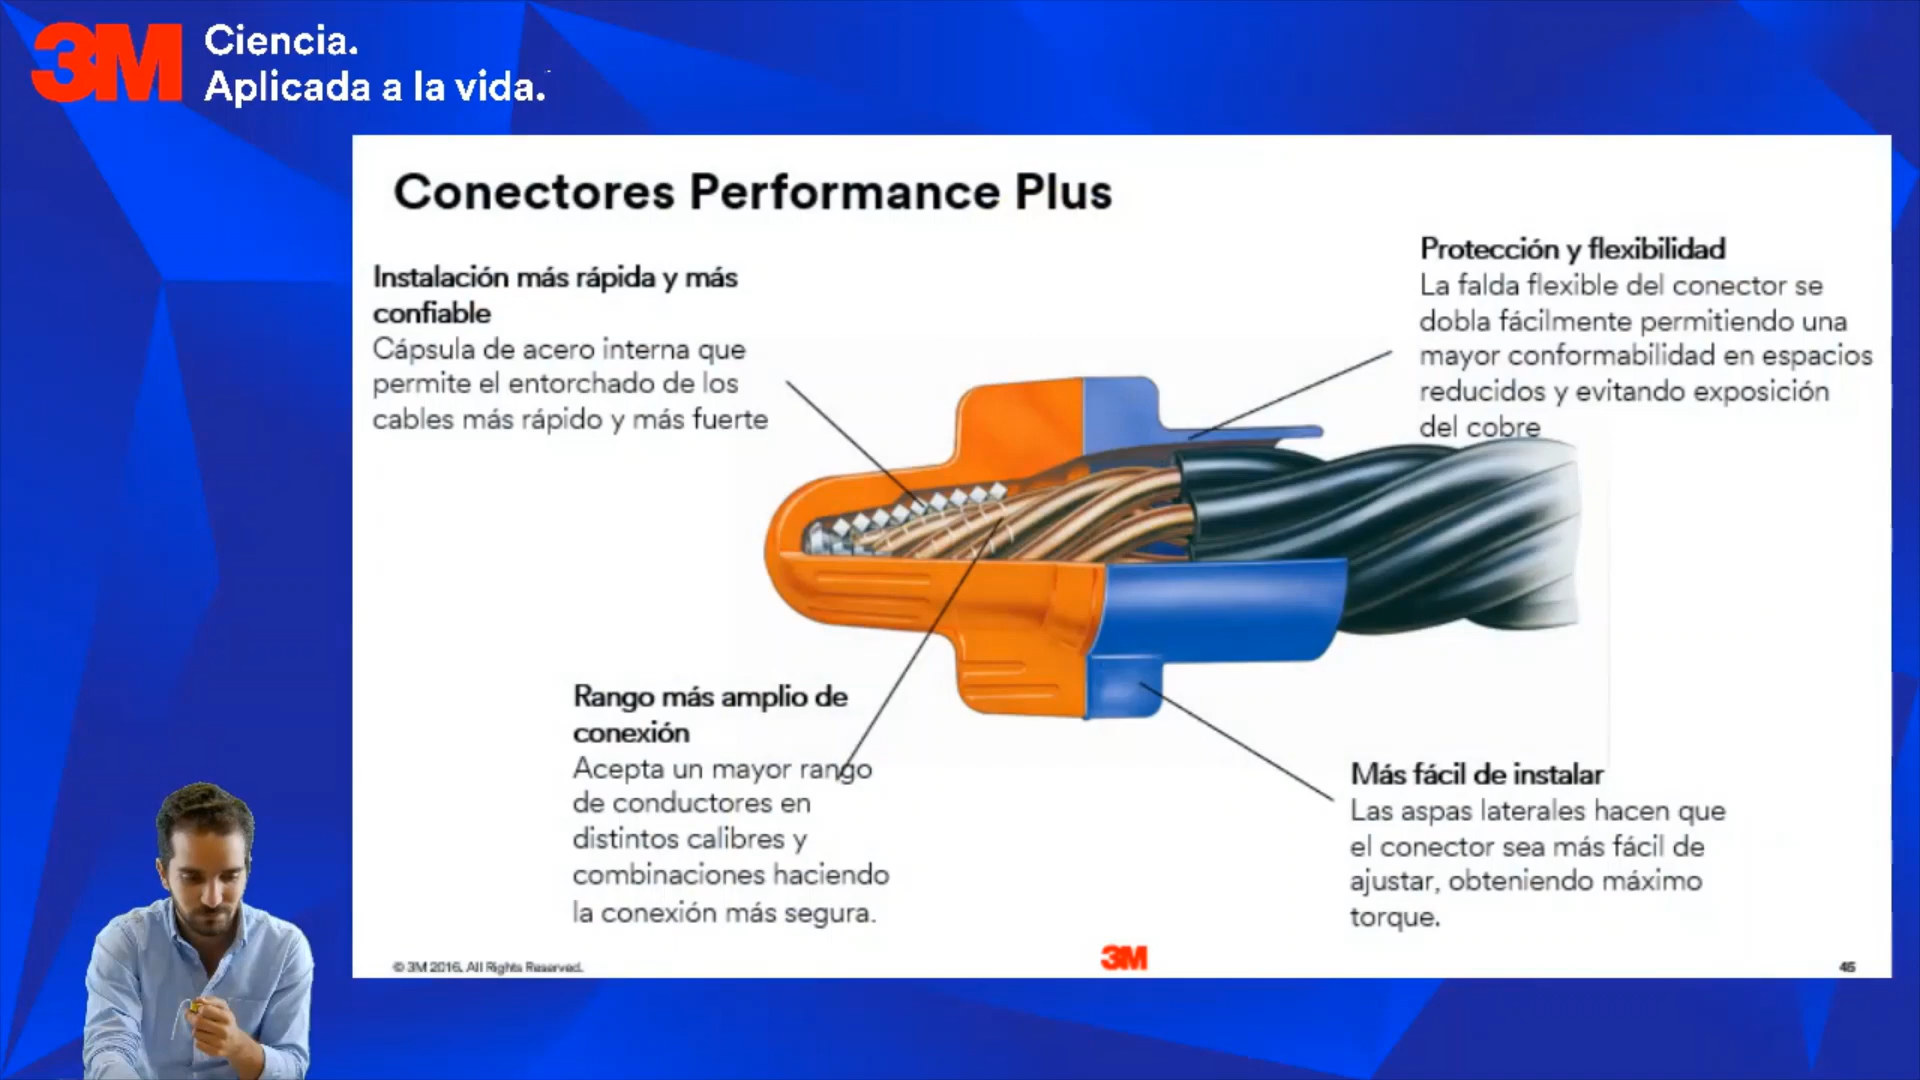 3M
Ciencia.
Aplicada a la vida.
Conectores Performance Plus
Instalación más rápida y más
confiable
Cápsula de acero interna que
permite el entorchado de los
cables más rápido y más fuerte
Protección y flexibilidad
La falda flexible del conector se
dobla fácilmente permitiendo una
mayor conformabilidad en espacios
reducidos y evitando exposición
del cobre
Rango más amplio de
conexión
Acepta un mayor rango
de conductores en
distintos calibres y
combinaciones haciendo
la conexión más segura.
Más fácil de instalar
Las aspas laterales hacen que
el conector sea más fácil de
ajustar, obteniendo máximo
torque.
© 3M 2016. All Rights Reserved.
3M
45